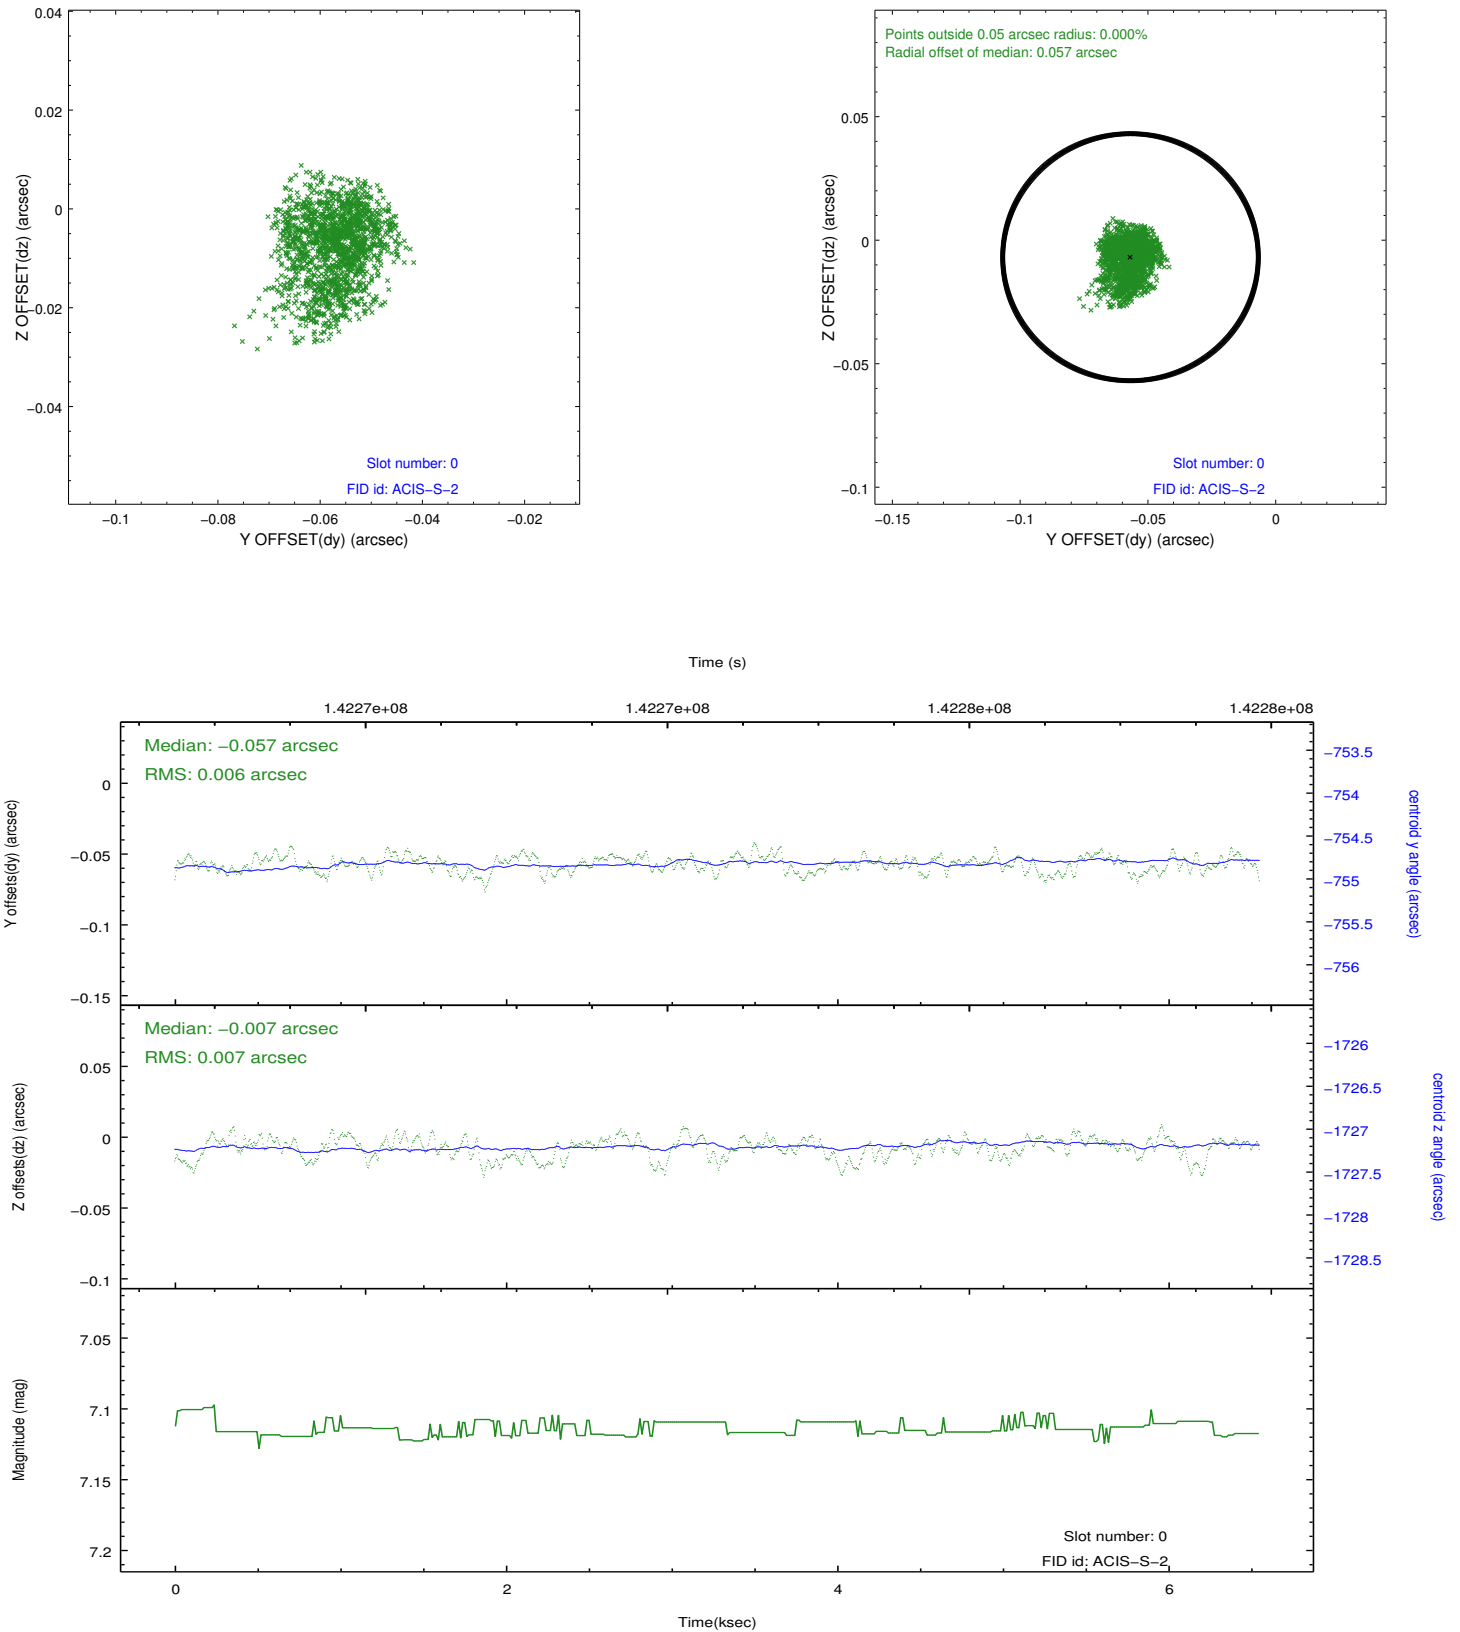 0.04
0.02
0
−0.02
−0.04
Z OFFSET(dz) (arcsec)
Slot number: 0
FID id: ACIS−S−2
−0.1
−0.08
−0.06
−0.04
−0.02
Y OFFSET(dy) (arcsec)
Points outside 0.05 arcsec radius: 0.000%
Radial offset of median: 0.057 arcsec
0.05
0
−0.05
−0.1
Z OFFSET(dz) (arcsec)
Slot number: 0
FID id: ACIS−S−2
−0.15
−0.1
−0.05
0
Y OFFSET(dy) (arcsec)
Time (s)
1.4227e+08
1.4227e+08
1.4228e+08
1.4228e+08
Median: −0.057 arcsec
RMS: 0.006 arcsec
0
−0.05
−0.1
−0.15
Y offsets(dy) (arcsec)
−753.5
−754
−754.5
−755
−755.5
−756
centroid y angle (arcsec)
Median: −0.007 arcsec
RMS: 0.007 arcsec
0.05
0
−0.05
−0.1
Z offsets(dz) (arcsec)
−1726
−1726.5
−1727
−1727.5
−1728
−1728.5
centroid z angle (arcsec)
7.05
7.1
7.15
7.2
Magnitude (mag)
Slot number: 0
FID id: ACIS−S−2
0
2
4
6
Time(ksec)